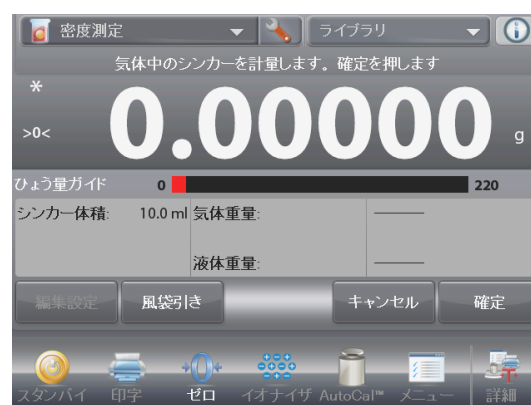 密度測定 ライブラリ
気体中のシンカーを計量します。確定を押します
*
>0< 0.00000 g
ひょう量ガイド 0 220
シンカー体積: 10.0 ml 気体重量:
液体重量:
編集設定 風袋引き キャンセル 確定
スタンバイ 印字 ゼロ イオナイザ AutoCal™ メニュー 詳細